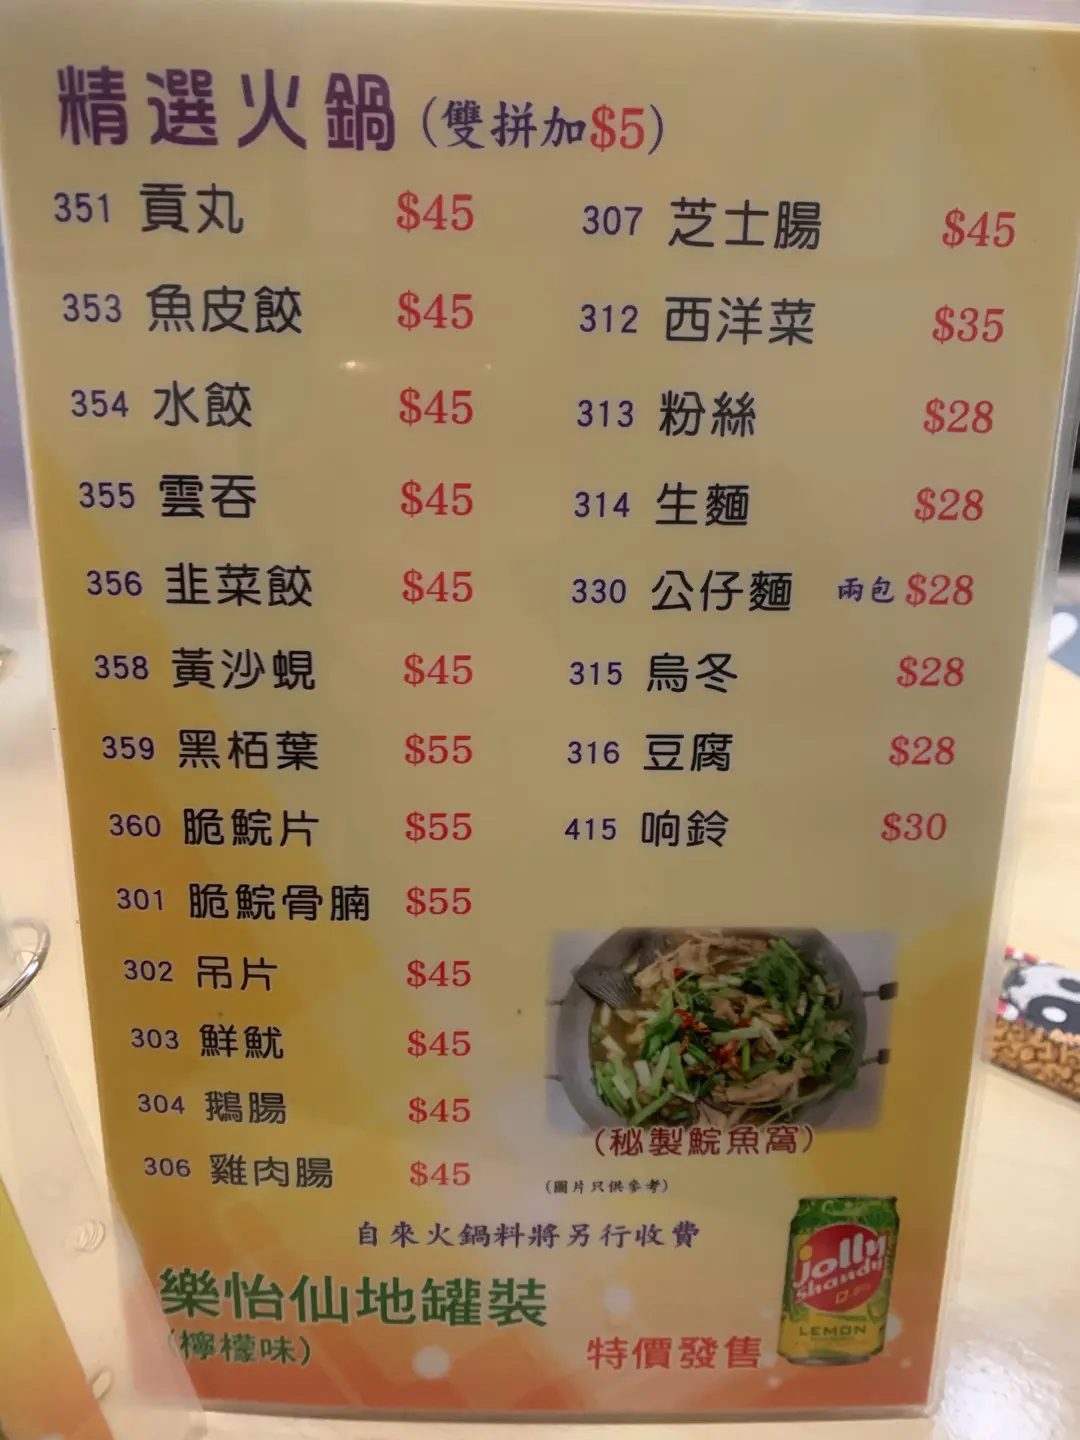 精選火鍋 (雙拼加$5)
351 貢丸 $45
353 魚皮餃 $45
354 水餃 $45
355 雲吞 $45
356 韭菜餃 $45
358 黃沙蜆 $45
359 黑栢葉 $55
360 脆鯇片 $55
301 脆鯇骨腩 $55
302 吊片 $45
303 鮮魷 $45
304 鵝腸 $45
306 雞肉腸 $45
307 芝士腸 $45
312 西洋菜 $35
313 粉絲 $28
314 生麵 $28
330 公仔麵 兩包 $28
315 烏冬 $28
316 豆腐 $28
415 响鈴 $30
(秘製鯇魚窩)
(圖片只供參考)
自來火鍋料將另行收費
樂怡仙地罐裝
(檸檬味)
特價發售
jolly
shandy
LEMON